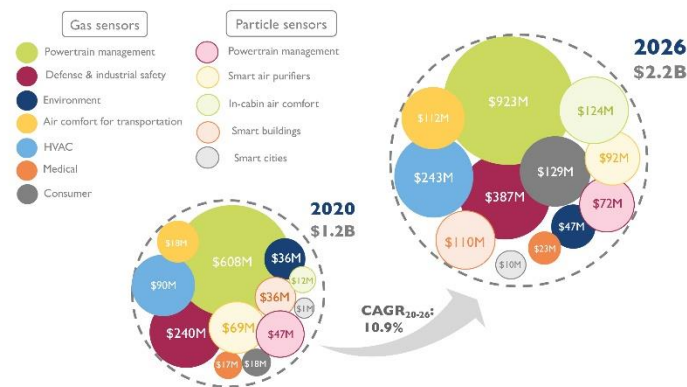 Gas sensors
Powertrain management
Defense & industrial safety
Environment
Air comfort for transportation
HVAC
Medical
Consumer
Particle sensors
Powertrain management
Smart air purifiers
In-cabin air comfort
Smart buildings
Smart cities
2026
$2.2B
$923M
$124M
$112M
$92M
$129M
$243M
$387M
$72M
$47M
$110M
$23M
$10M
2020
$1.2B
$18M
$608M
$36M
$12M
$90M
$36M
$1M
$240M
$69M
$47M
$17M
$18M
CAGR20-26:
10.9%